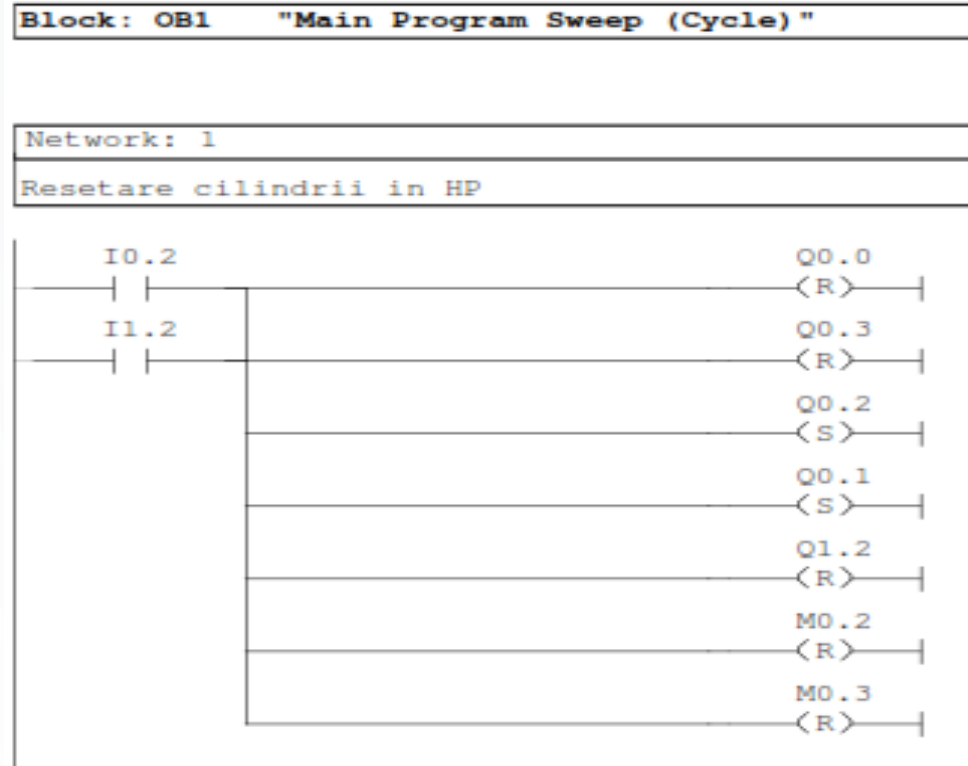 Block: OB1 "Main Program Sweep (Cycle)"
Network: 1
Resetare cilindrii in HP
I0.2 Q0.0
(R)
I1.2 Q0.3
(R)
Q0.2
(S)
Q0.1
(S)
Q1.2
(R)
M0.2
(R)
M0.3
(R)